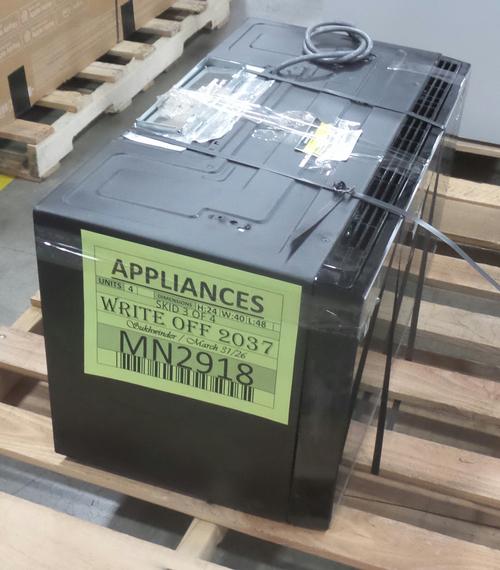 APPLIANCES
UNITS: 4 DIMENSIONS H:24 W:40 L:48
SKID 3 OF 4
WRITE OFF 2037
Sukhwinder / March 31/26
MN2918